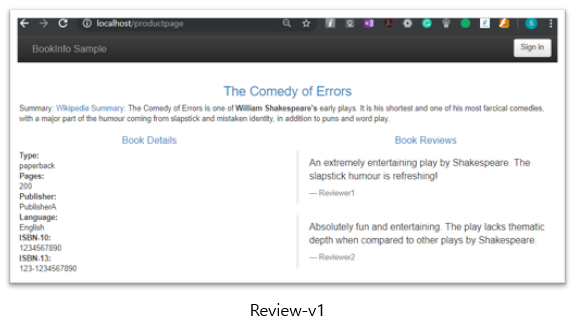 localhost/productpage
BookInfo Sample
Sign in
The Comedy of Errors
Summary: Wikipedia Summary: The Comedy of Errors is one of William Shakespeare's early plays. It is his shortest and one of his most farcical comedies,
with a major part of the humour coming from slapstick and mistaken identity, in addition to puns and word play.
Book Details
Type:
paperback
Pages:
200
Publisher:
PublisherA
Language:
English
ISBN-10:
1234567890
ISBN-13:
123-1234567890
Book Reviews
An extremely entertaining play by Shakespeare. The
slapstick humour is refreshing!
— Reviewer1
Absolutely fun and entertaining. The play lacks thematic
depth when compared to other plays by Shakespeare.
— Reviewer2
Review-v1